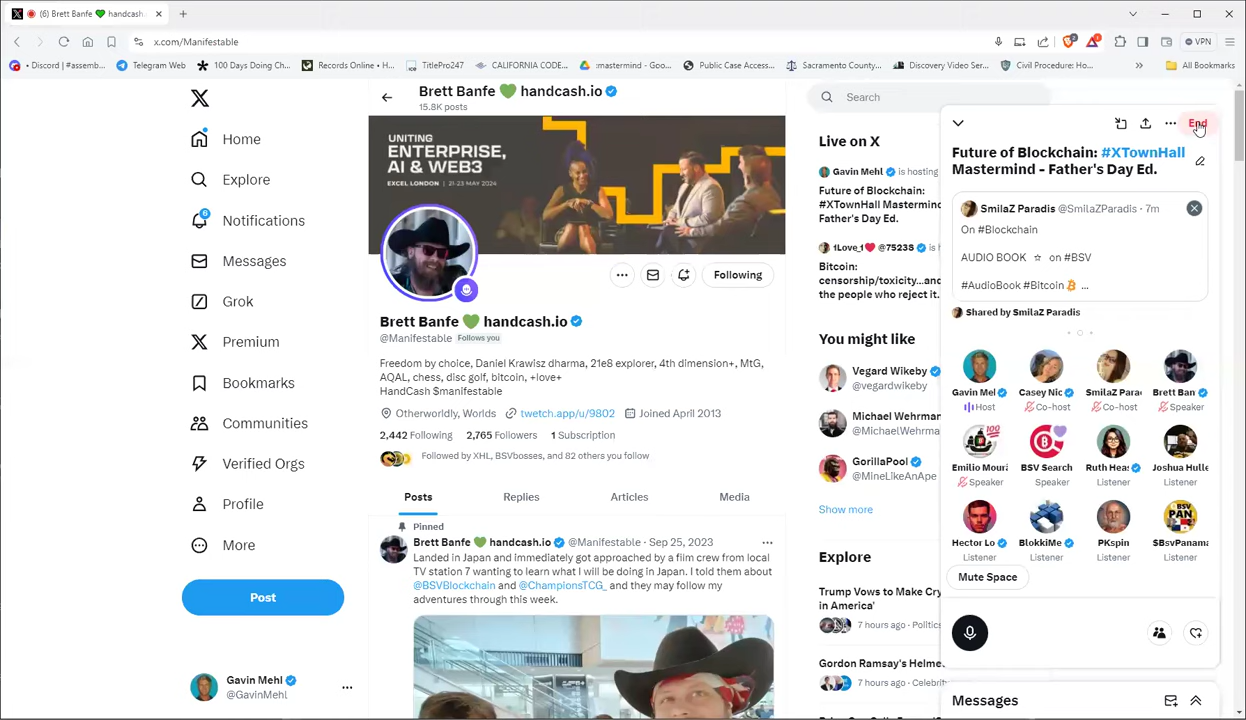 (6) Brett Banfe 💚 handcash.
x.com/Manifestable
VPN
• Discord | #assemb...
Telegram Web
100 Days Doing Ch...
Records Online • H...
TitlePro247
CALIFORNIA CODE...
:mastermind - Goo...
Public Case Access...
Sacramento County...
Discovery Video Ser...
Civil Procedure: Ho...
All Bookmarks
Home
Explore
Notifications
6
Messages
Grok
Premium
Bookmarks
Communities
Verified Orgs
Profile
More
Post
Gavin Mehl
@GavinMehl
Brett Banfe 💚 handcash.io
15.8K posts
UNITING
ENTERPRISE,
AI & WEB3
EXCEL LONDON | 21-23 MAY 2024
Following
Brett Banfe 💚 handcash.io
@Manifestable Follows you
Freedom by choice, Daniel Krawisz dharma, 21e8 explorer, 4th dimension+, MtG,
AQAL, chess, disc golf, bitcoin, +love+
HandCash $manifestable
Otherworldly, Worlds twetch.app/u/9802 Joined April 2013
2,442 Following 2,765 Followers 1 Subscription
Followed by XHL, BSVbosses, and 82 others you follow
Posts Replies Articles Media
Pinned
Brett Banfe 💚 handcash.io @Manifestable · Sep 25, 2023
Landed in Japan and immediately got approached by a film crew from local
TV station 7 wanting to learn what I will be doing in Japan. I told them about
@BSVBlockchain and @ChampionsTCG_ and they may follow my
adventures through this week.
Search
Live on X
Gavin Mehl is hosting
Future of Blockchain:
#XTownHall Mastermind
Father's Day Ed.
1Love_1❤️ @7523S is h
Bitcoin:
censorship/toxicity...and
the people who reject it.
You might like
Vegard Wikeby
@vegardwikeby
Michael Wehrman
@MichaelWehrma
GorillaPool
@MineLikeAnApe
Show more
Explore
Trump Vows to Make Cry
in America'
7 hours ago · Politics
Gordon Ramsay's Helmet
7 hours ago · Celebrity
End
Future of Blockchain: #XTownHall
Mastermind - Father's Day Ed.
SmilaZ Paradis @SmilaZParadis · 7m
On #Blockchain
AUDIO BOOK ☆ on #BSV
#AudioBook #Bitcoin ...
Shared by SmilaZ Paradis
Gavin Mel Casey Nic SmilaZ Para Brett Ban
Host Co-host Co-host Speaker
100
Emilio Mour BSV Search Ruth Heas Joshua Hulle
Speaker Speaker Listener Listener
BSV
PAN
Hector Lo BlokkiMe PKspin $BsvPanama
Listener Listener Listener Listener
Mute Space
Messages